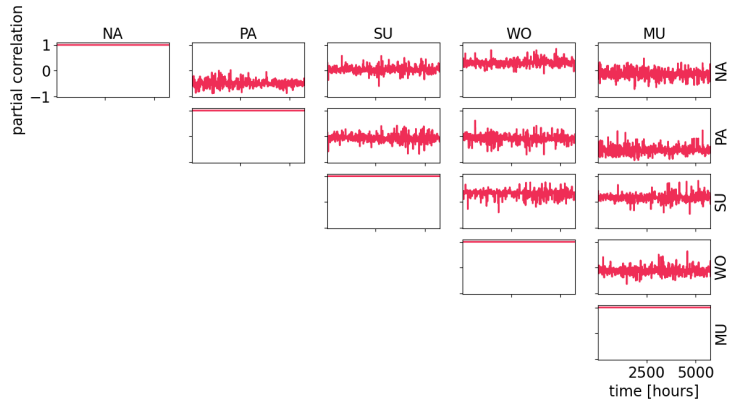 NA PA SU WO MU
partial correlation
1
0
−1
NA
PA
SU
WO
MU
2500 5000
time [hours]